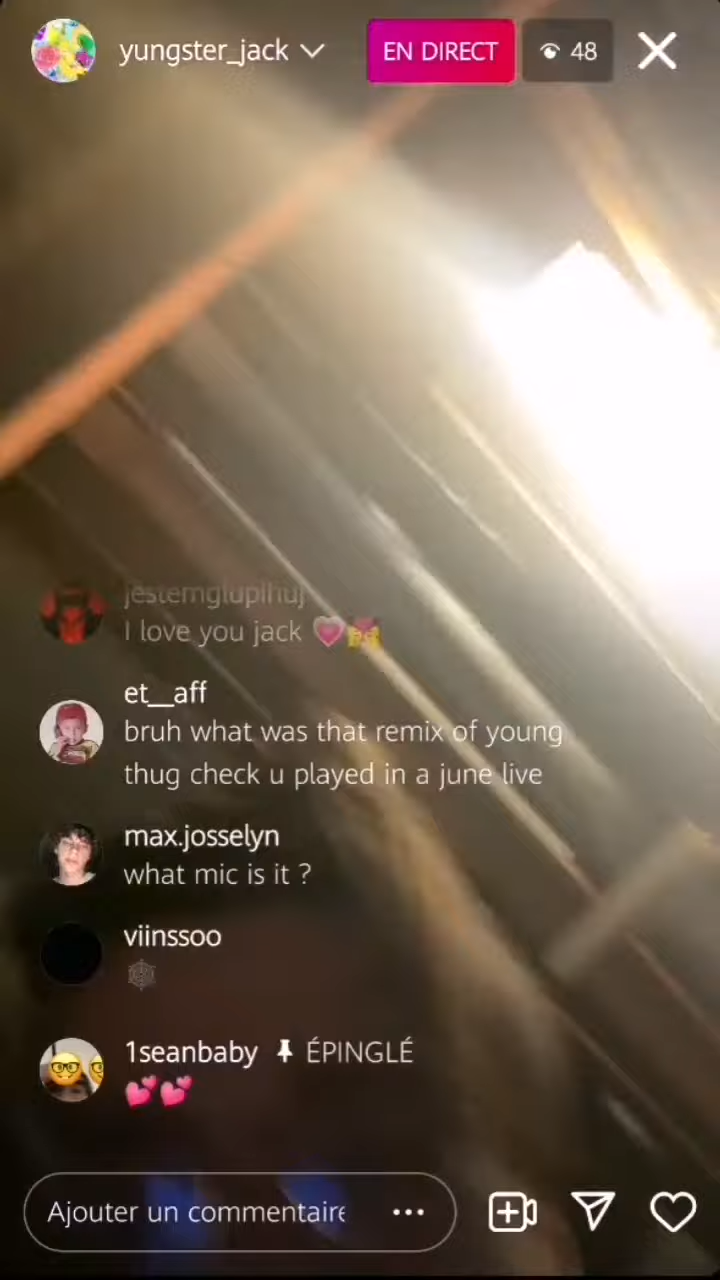 yungster_jack
EN DIRECT
48
jestemglupihuj
I love you jack 💗💏
et__aff
bruh what was that remix of young
thug check u played in a june live
max.josselyn
what mic is it ?
viinssoo
🕸
1seanbaby 📌 ÉPINGLÉ
💕💕
Ajouter un commentaire